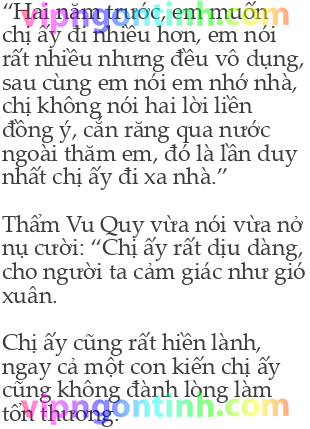 “Hai năm trước, em muốn
chị ấy đi nhiều hơn, em nói
rất nhiều nhưng đều vô dụng,
sau cùng em nói em nhớ nhà,
chị không nói hai lời liền
đồng ý, cắn răng qua nước
ngoài thăm em, đó là lần duy
nhất chị ấy đi xa nhà.”
Thẩm Vu Quy vừa nói vừa nở
nụ cười: “Chị ấy rất dịu dàng,
cho người ta cảm giác như gió
xuân.
Chị ấy cũng rất hiền lành,
ngay cả một con kiến chị ấy
cũng không đành lòng làm
tổn thương.
vipngontinh.com
vipngontinh.com